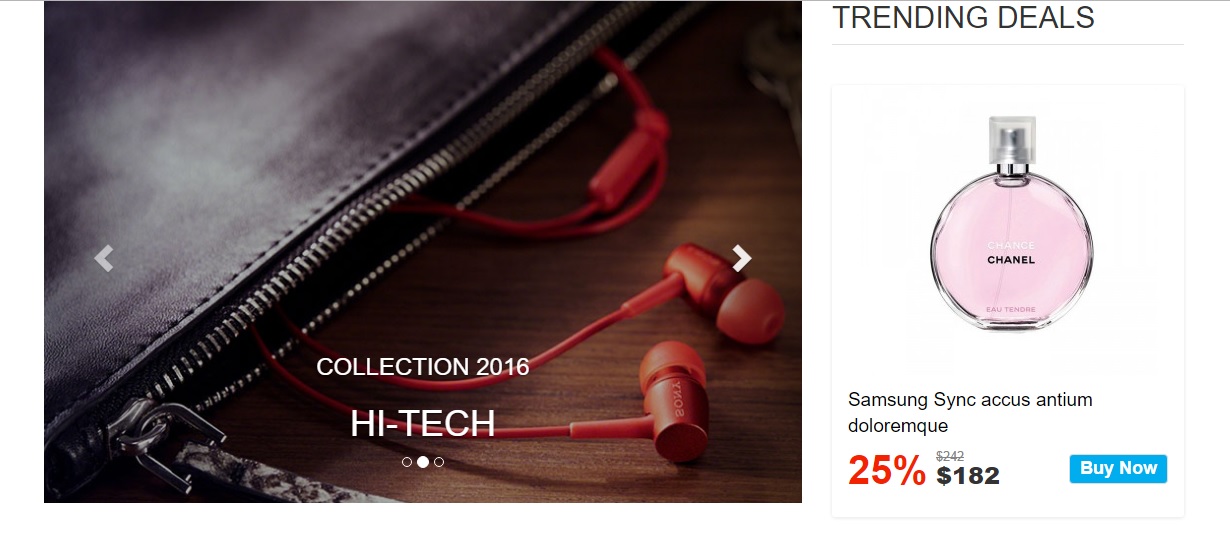 COLLECTION 2016
HI-TECH
SONY
TRENDING DEALS
CHANCE
CHANEL
EAU TENDRE
Samsung Sync accus antium
doloremque
25%
$242
$182
Buy Now